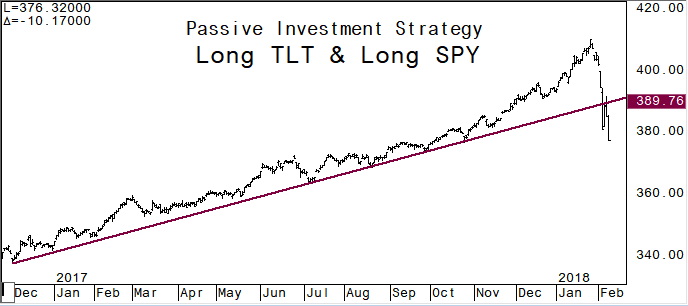 L=376.32000
Δ=-10.17000
Passive Investment Strategy
Long TLT & Long SPY
420.00
400.00
389.76
380.00
360.00
340.00
2017 2018
Dec Jan Feb Mar Apr May Jun Jul Aug Sep Oct Nov Dec Jan Feb